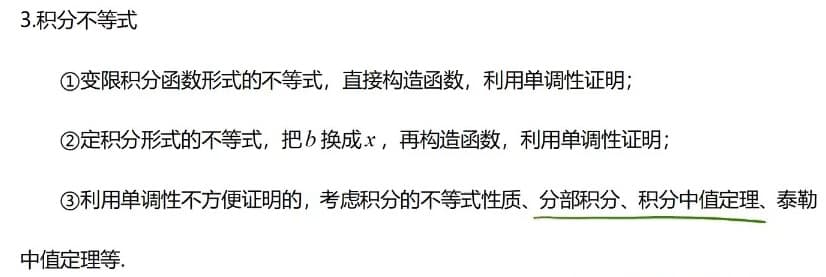 3.积分不等式
①变限积分函数形式的不等式，直接构造函数，利用单调性证明；
②定积分形式的不等式，把b换成x，再构造函数，利用单调性证明；
③利用单调性不方便证明的，考虑积分的不等式性质、分部积分、积分中值定理、泰勒
中值定理等.